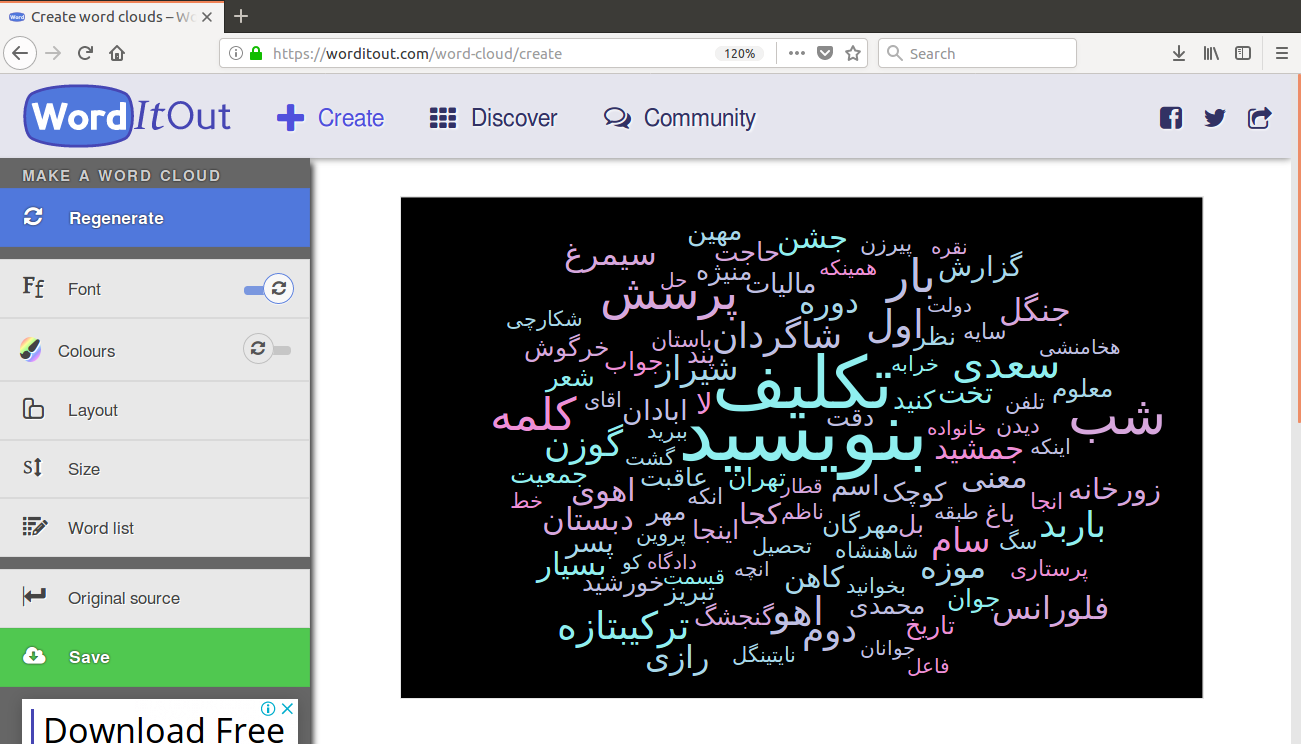 Create word clouds – Wo
https://worditout.com/word-cloud/create
120%
Search
WordItOut
Create
Discover
Community
MAKE A WORD CLOUD
Regenerate
Font
Colours
Layout
Size
Word list
Original source
Save
Download Free
مهین
جشن
پیرزن
نقره
سیمرغ
حاجت
همینکه
گزارش
حل
منیژه
مالیات
بار
پرسش
دوره
دولت
جنگل
شکارچی
باستان
شاگردان
اول
نظر
سایه
هخامنشی
خرگوش
جواب
پند
شیراز
خرابه
سعدی
شعر
تکلیف
کنید
تخت
معلوم
کلمه
اقای
ابادان
لا
دقت
تلفن
شب
گوزن
ببرید
بنویسید
خانواده
دیدن
گشت
جمشید
اینکه
جمعیت
عاقبت
تهران
قطار
اسم
کوچک
معنی
زورخانه
خط
اهوی
انکه
انجا
دبستان
مهر
کجا
ناظم
مهرگان
بل
طبقه
باغ
باربد
پروین
اینجا
پسر
تحصیل
شاهنشاه
سام
سگ
بسیار
کو
دادگاه
انچه
موزه
پرستاری
خورشید
قسمت
کاهن
بخوانید
تبریز
جوان
ترکیبتازه
گنجشگ
اهو
محمدی
فلورانس
دوم
تاریخ
رازی
نایتینگل
جوانان
فاعل